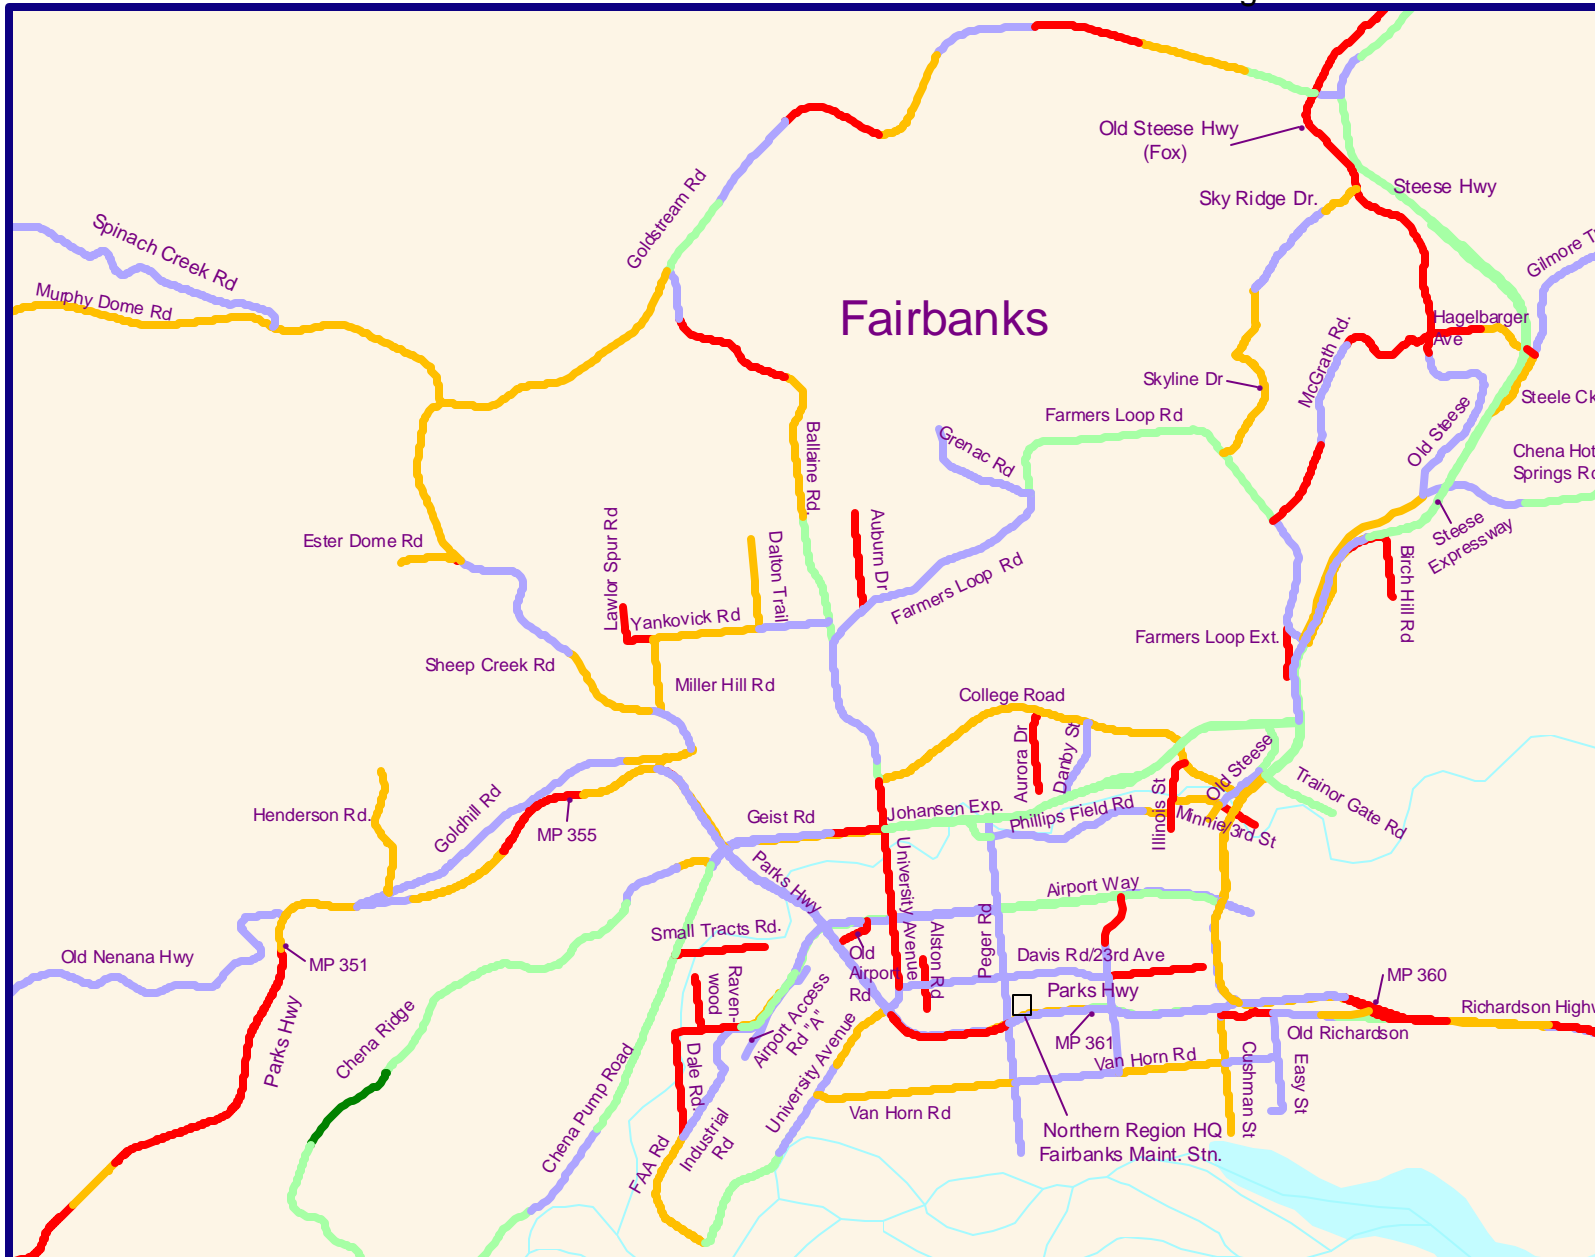 Old Steese Hwy
(Fox)
Steese Hwy
Sky Ridge Dr.
Goldstream Rd
Spinach Creek Rd
Gilmore
Murphy Dome Rd
Fairbanks
Hagelbarger
Ave
McGrath Rd.
Skyline Dr
Steele Ck
Farmers Loop Rd
Old Steese
Grenac Rd
Ballaine Rd.
Chena Hot
Springs Rd
Steese
Expressway
Ester Dome Rd
Lawlor Spur Rd
Dalton Trail
Auburn Dr
Farmers Loop Rd
Birch Hill Rd
Yankovick Rd
Farmers Loop Ext.
Sheep Creek Rd
Miller Hill Rd
College Road
Aurora Dr
Danby St
Old Steese
Trainor Gate Rd
Henderson Rd.
Goldhill Rd
MP 355
Geist Rd
Johansen Exp.
Phillips Field Rd
Illinois St
Minnie/3rd St
Parks Hwy
University
Avenue
Airport Way
Small Tracts Rd.
Alston Rd
Peger Rd
Old
Airport
Rd
Davis Rd/23rd Ave
Old Nenana Hwy
MP 351
Raven-
wood
Airport Access
Rd "A"
Parks Hwy
MP 360
Richardson Highw
Old Richardson
Parks Hwy
Chena Ridge
MP 361
Van Horn Rd
Cushman St
Easy St
Dale Rd.
University Avenue
Van Horn Rd
Chena Pump Road
FAA Rd
Industrial
Rd
Northern Region HQ
Fairbanks Maint. Stn.